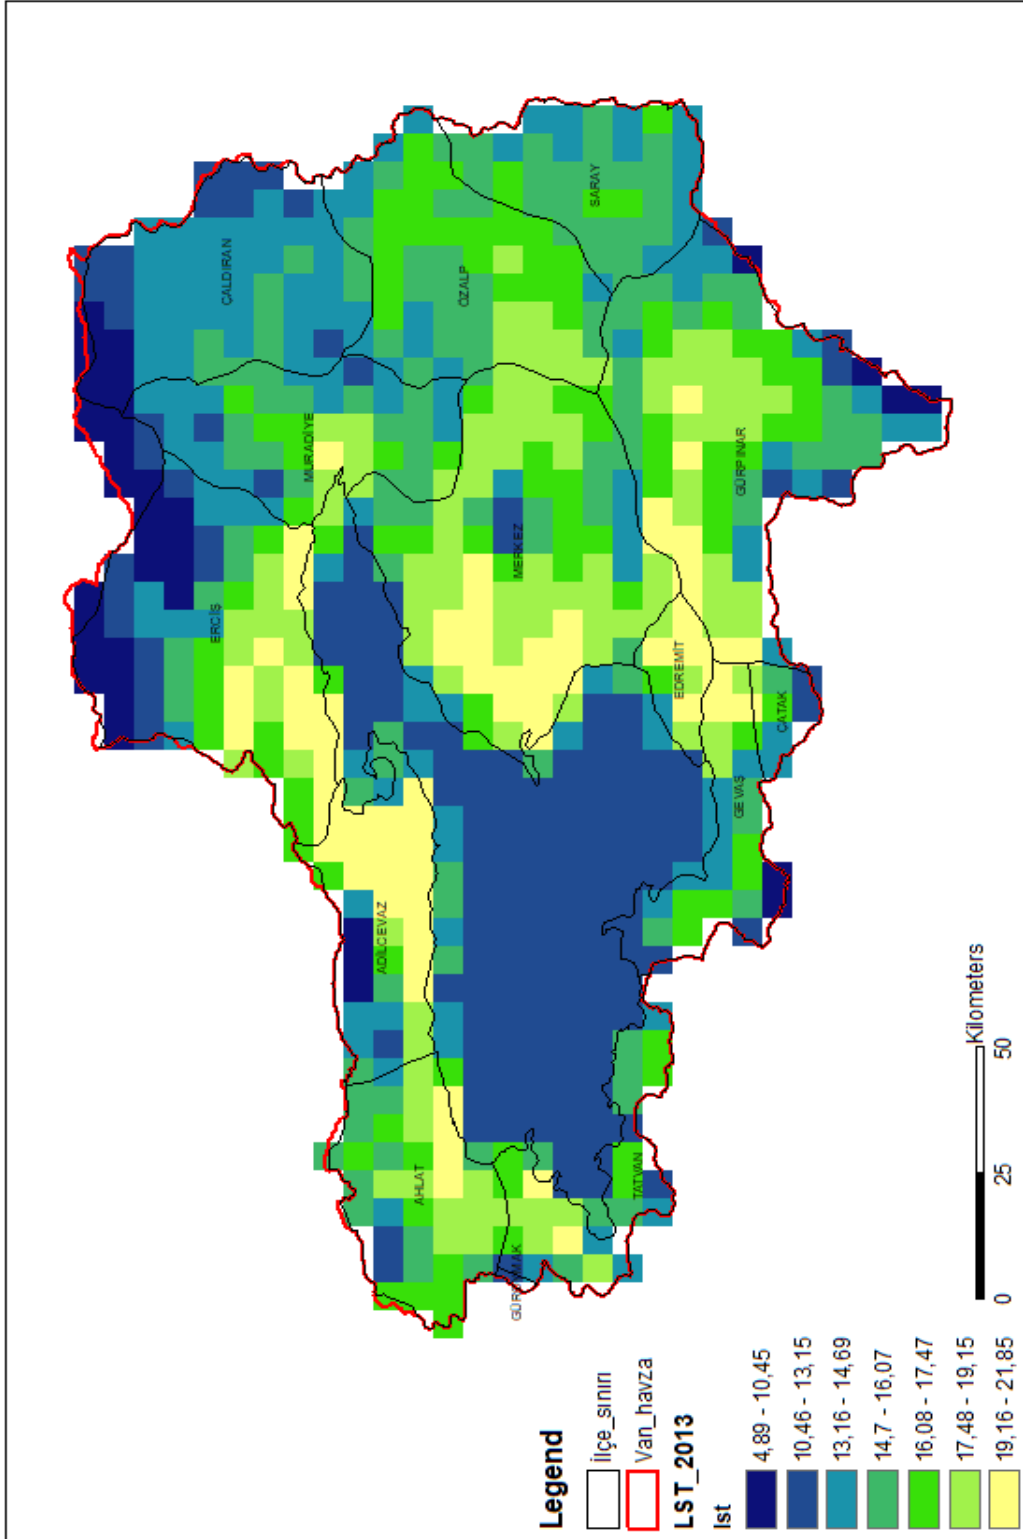 ERCİŞ
ÇALDIRAN
MURADİYE
ADİLCEVAZ
AHLAT
ÖZALP
GÜROYMAK
MERKEZ
SARAY
TATVAN
EDREMİT
GEVAŞ
GÜRPINAR
ÇATAK
Legend
İlçe_sınırı
Van_havza
LST_2013
lst
4,89 - 10,45
10,46 - 13,15
13,16 - 14,69
14,7 - 16,07
16,08 - 17,47
17,48 - 19,15
19,16 - 21,85
Kilometers
0 25 50